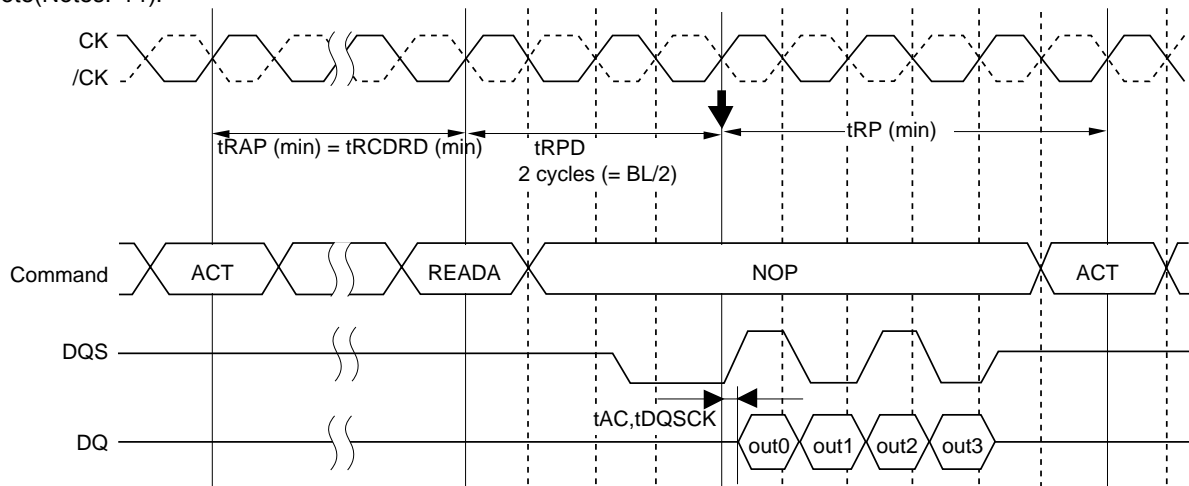 CK
/CK
tRAP (min) = tRCDRD (min)
tRPD
2 cycles (= BL/2)
tRP (min)
Command
ACT
READA
NOP
ACT
DQS
tAC,tDQSCK
DQ
out0
out1
out2
out3